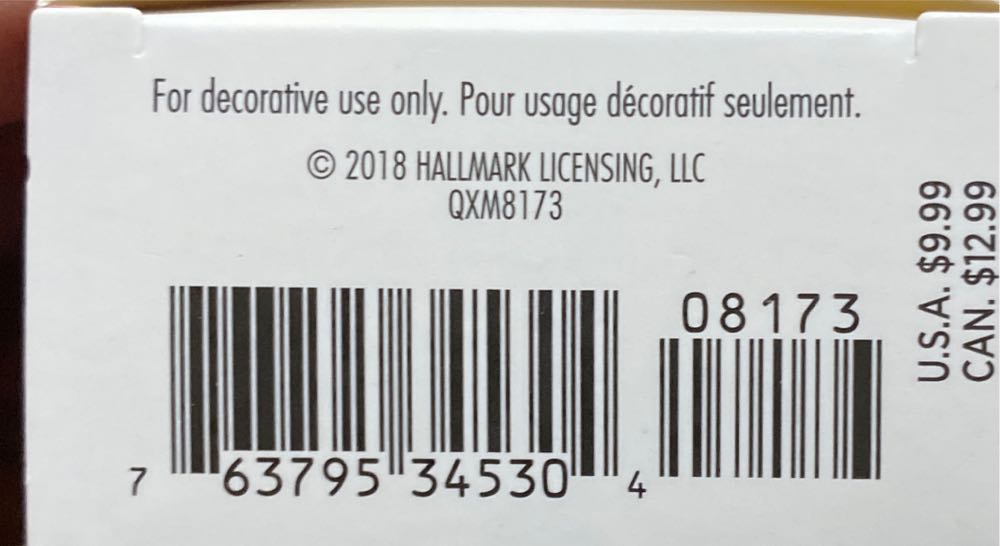 For decorative use only. Pour usage décoratif seulement.
© 2018 HALLMARK LICENSING, LLC
QXM8173
08173
7 63795 34530 4
U.S.A. $9.99
CAN. $12.99